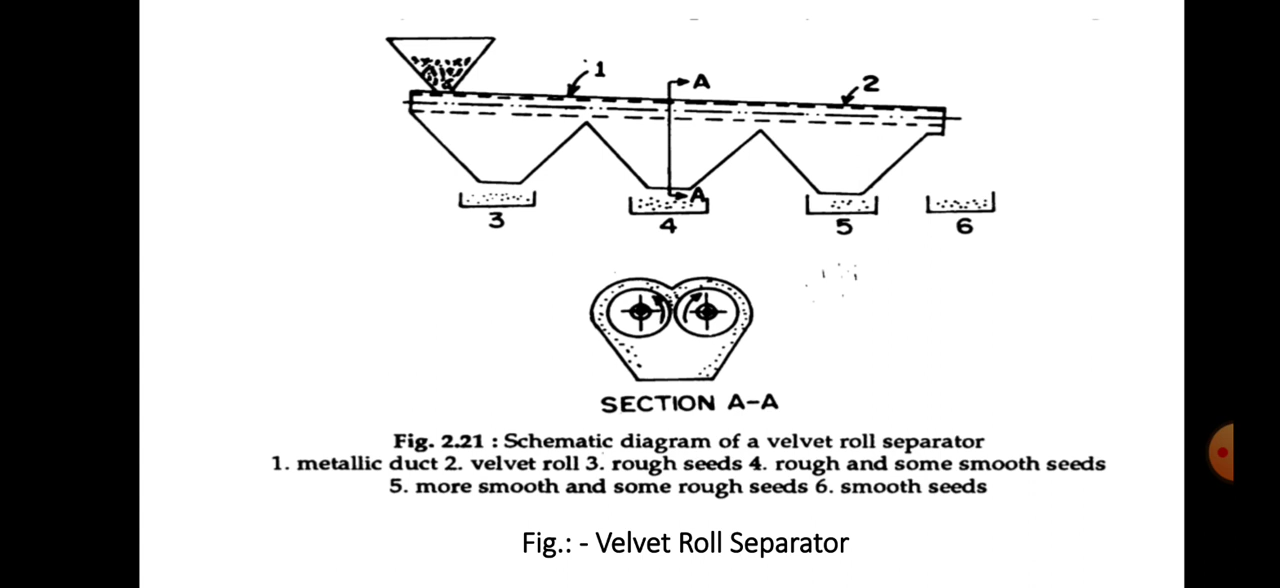 1
A
2
A
3
4
5
6
SECTION A-A
Fig. 2.21 : Schematic diagram of a velvet roll separator
1. metallic duct 2. velvet roll 3. rough seeds 4. rough and some smooth seeds
5. more smooth and some rough seeds 6. smooth seeds
Fig.: - Velvet Roll Separator